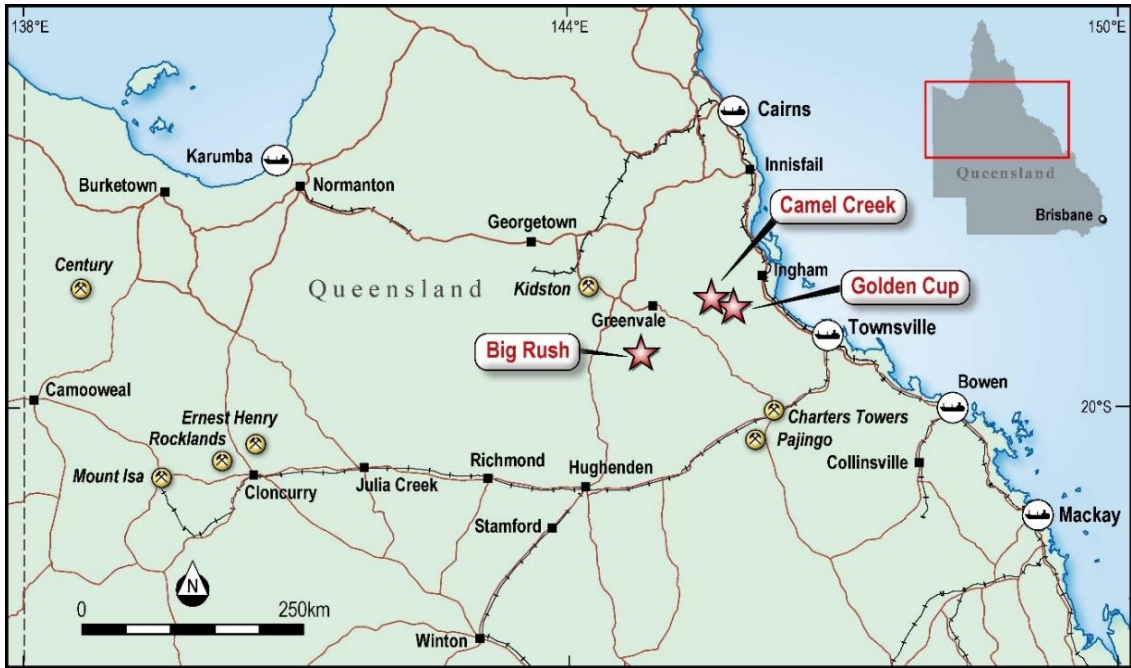 138°E
144°E
150°E
Cairns
Karumba
Innisfail
Burketown
Normanton
Camel Creek
Queensland
Brisbane
Georgetown
Century
Queensland
Kidston
Ingham
Golden Cup
Greenvale
Townsville
Big Rush
Bowen
Camooweal
20°S
Ernest Henry
Charters Towers
Rocklands
Pajingo
Mount Isa
Cloncurry
Julia Creek
Richmond
Hughenden
Collinsville
Stamford
Mackay
N
0
250km
Winton